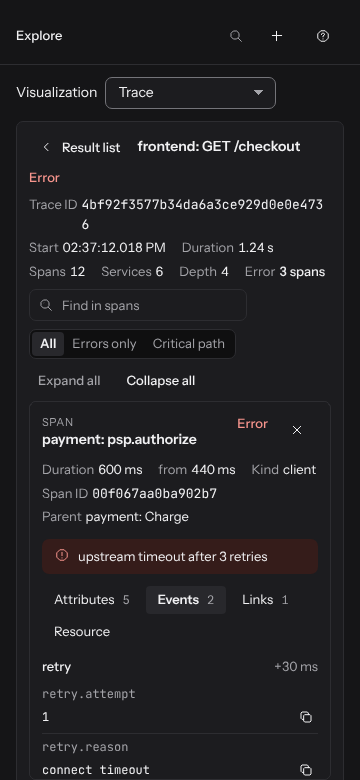 Explore
Visualization Trace
Result list frontend: GET /checkout
Error
Trace ID 4bf92f3577b34da6a3ce929d0e0e473
6
Start 02:37:12.018 PM Duration 1.24 s
Spans 12 Services 6 Depth 4 Error 3 spans
Find in spans
All Errors only Critical path
Expand all Collapse all
SPAN
Error
payment: psp.authorize
Duration 600 ms from 440 ms Kind client
Span ID 00f067aa0ba902b7
Parent payment: Charge
upstream timeout after 3 retries
Attributes 5 Events 2 Links 1
Resource
retry +30 ms
retry.attempt
1
retry.reason
connect timeout